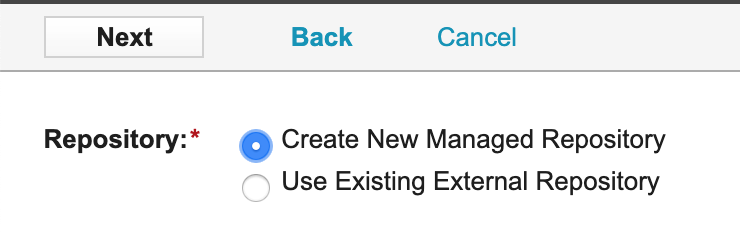 Next Back Cancel
Repository:* Create New Managed Repository
Use Existing External Repository